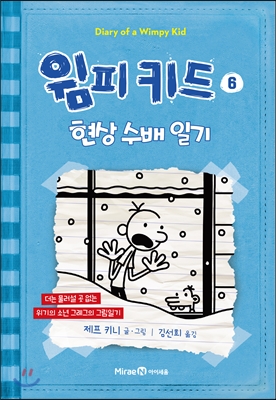 Diary of a Wimpy Kid
윔피 키드 6
현상 수배 일기
더는 물러설 곳 없는
위기의 소년 그레그의 그림일기
제프 키니 글·그림 | 김선희 옮김
Mirae N 아이세움